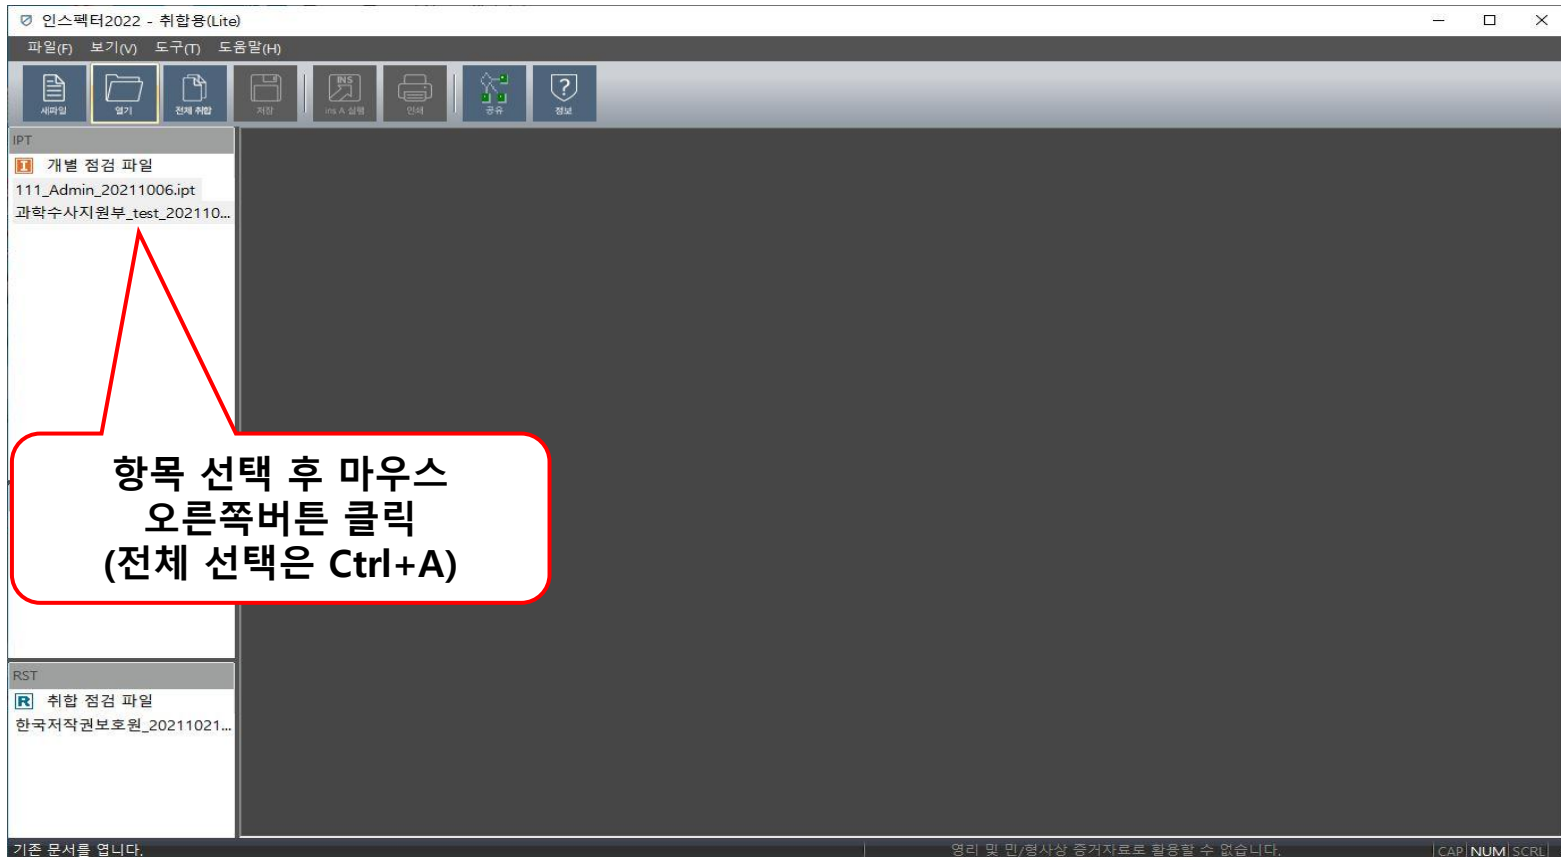 인스펙터2022 - 취합용(Lite)
파일(F) 보기(V) 도구(T) 도움말(H)
새파일 열기 전체 취합 저장 ins A 실행 인쇄 공유 정보
INS
IPT
개별 점검 파일
111_Admin_20211006.ipt
과학수사지원부_test_202110...
항목 선택 후 마우스
오른쪽버튼 클릭
(전체 선택은 Ctrl+A)
RST
R 취합 점검 파일
한국저작권보호원_20211021...
기존 문서를 엽니다. 영리 및 민/형사상 증거자료로 활용할 수 없습니다. CAP NUM SCRL